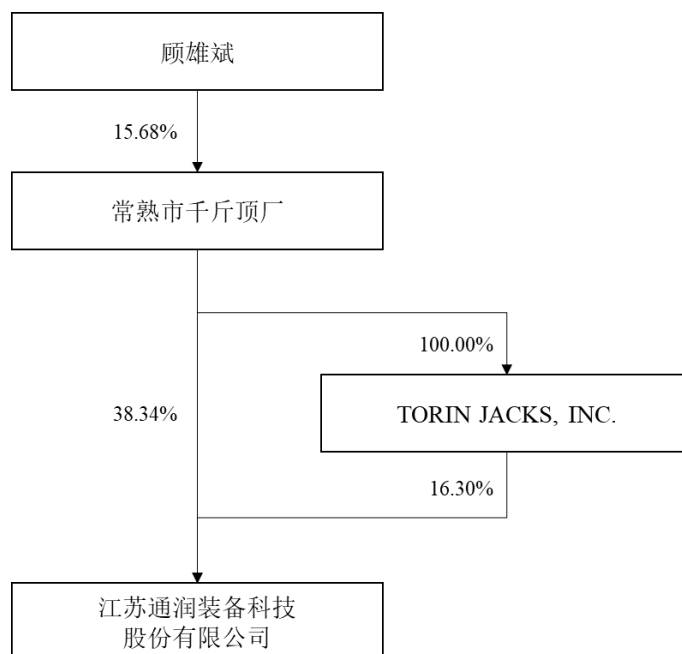 顾雄斌
15.68%
常熟市千斤顶厂
100.00%
38.34%
TORIN JACKS, INC.
16.30%
江苏通润装备科技
股份有限公司